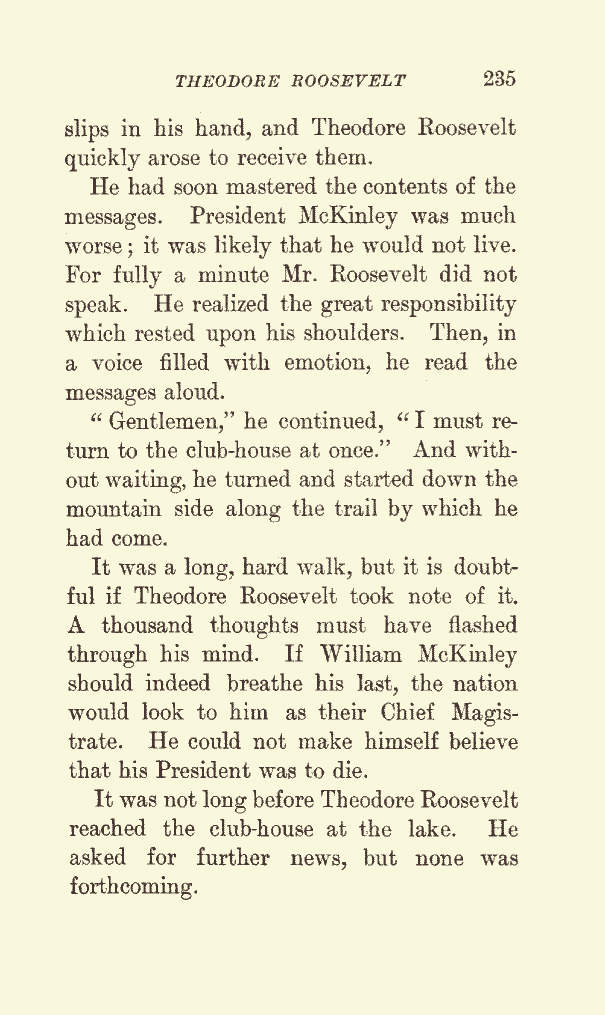 THEODORE ROOSEVELT 235
slips in his hand, and Theodore Roosevelt
quickly arose to receive them.
He had soon mastered the contents of the
messages. President McKinley was much
worse; it was likely that he would not live.
For fully a minute Mr. Roosevelt did not
speak. He realized the great responsibility
which rested upon his shoulders. Then, in
a voice filled with emotion, he read the
messages aloud.
“Gentlemen,” he continued, “I must re-
turn to the club-house at once.” And with-
out waiting, he turned and started down the
mountain side along the trail by which he
had come.
It was a long, hard walk, but it is doubt-
ful if Theodore Roosevelt took note of it.
A thousand thoughts must have flashed
through his mind. If William McKinley
should indeed breathe his last, the nation
would look to him as their Chief Magis-
trate. He could not make himself believe
that his President was to die.
It was not long before Theodore Roosevelt
reached the club-house at the lake. He
asked for further news, but none was
forthcoming.